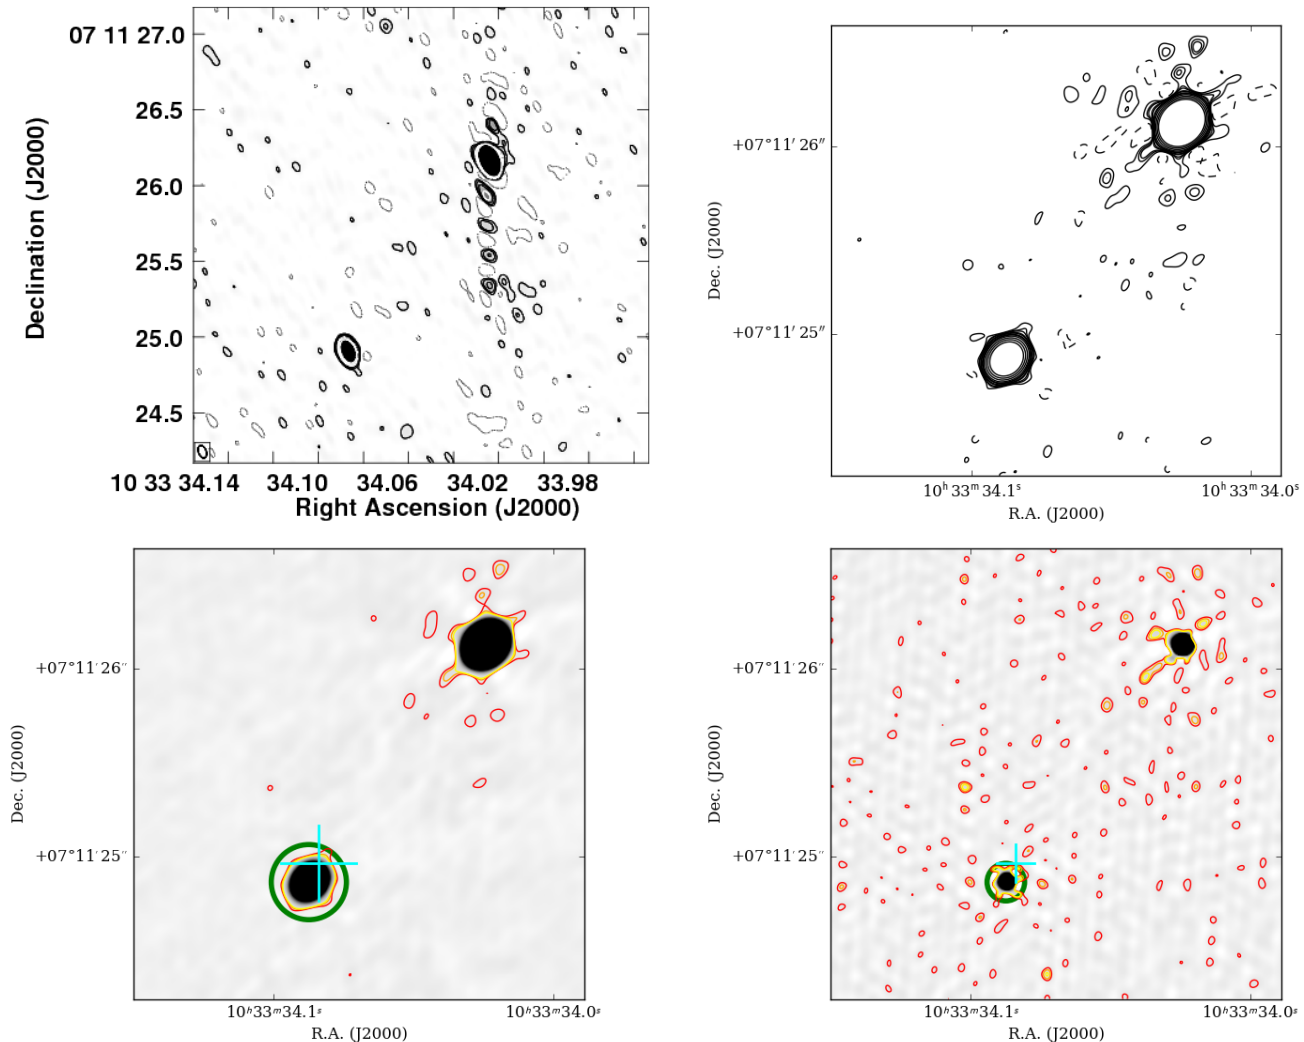 07 11 27.0
26.5
26.0
25.5
25.0
24.5
Declination (J2000)
10 33 34.14 34.10 34.06 34.02 33.98
Right Ascension (J2000)
+07°11′26″
+07°11′25″
Dec. (J2000)
10ʰ33ᵐ34.1ˢ 10ʰ33ᵐ34.0ˢ
R.A. (J2000)
+07°11′26″
+07°11′25″
Dec. (J2000)
10ʰ33ᵐ34.1ˢ 10ʰ33ᵐ34.0ˢ
R.A. (J2000)
+07°11′26″
+07°11′25″
Dec. (J2000)
10ʰ33ᵐ34.1ˢ 10ʰ33ᵐ34.0ˢ
R.A. (J2000)